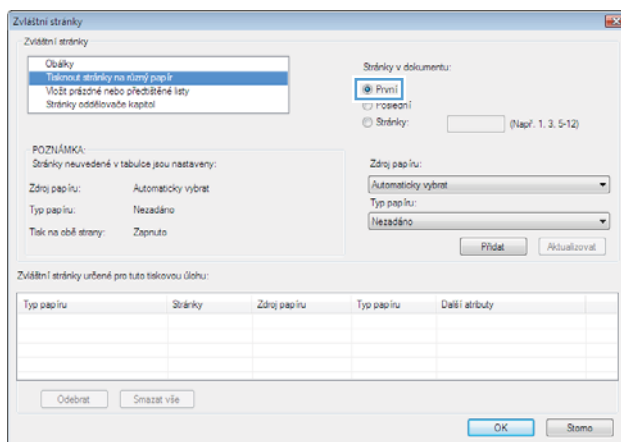 Zvláštní stránky
Zvláštní stránky
Obálky
Tisknout stránky na různý papír
Vložit prázdné nebo předtištěné listy
Stránky oddělovače kapitol
Stránky v dokumentu:
První
Poslední
Stránky:
(Např. 1. 3. 5-12)
POZNÁMKA:
Stránky neuvedené v tabulce jsou nastaveny:
Zdroj papíru: Automaticky vybrat
Typ papíru: Nezadáno
Tisk na obě strany: Zapnuto
Zdroj papíru:
Automaticky vybrat
Typ papíru:
Nezadáno
Přidat Aktualizovat
Zvláštní stránky určené pro tuto tiskovou úlohu:
Typ papíru Stránky Zdroj papíru Typ papíru Další atributy
Odebrat Smazat vše
OK Storno